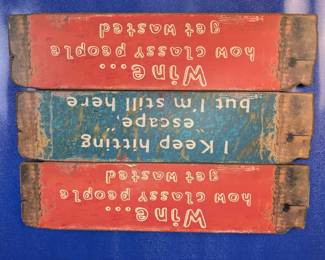 Wine...
how classy people
get wasted
I Keep hitting
"escape,"
but I'm still here
Wine...
how classy people
get wasted